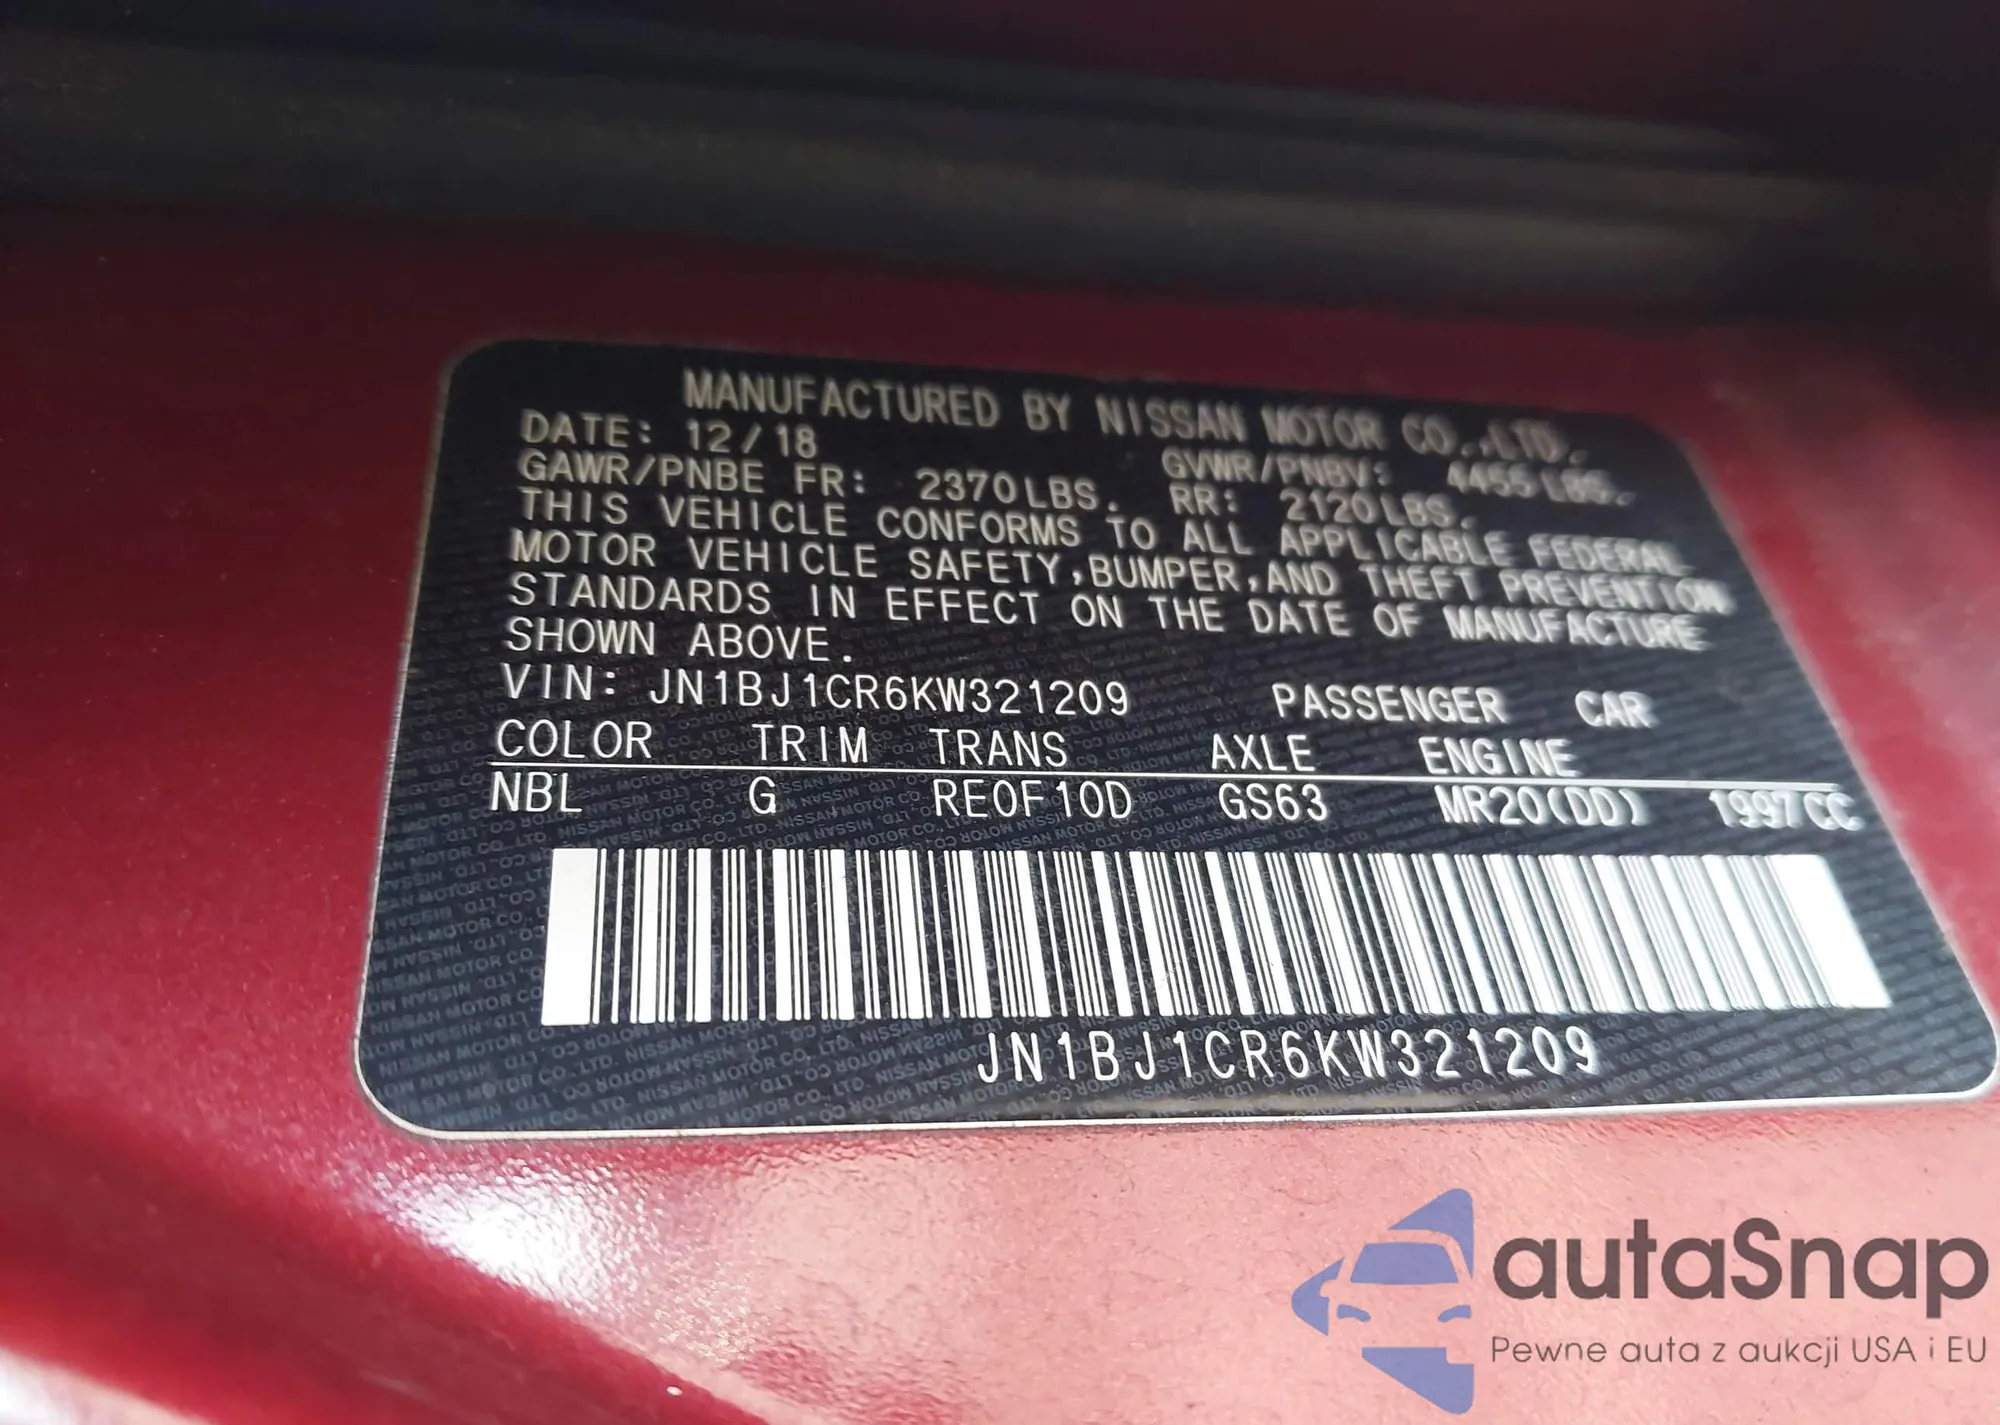 MANUFACTURED BY NISSAN MOTOR CO.,LTD.
DATE: 12/18 GVWR/PNBV: 4455LBS.
GAWR/PNBE FR: 2370LBS. RR: 2120LBS.
THIS VEHICLE CONFORMS TO ALL APPLICABLE FEDERAL
MOTOR VEHICLE SAFETY,BUMPER,AND THEFT PREVENTION
STANDARDS IN EFFECT ON THE DATE OF MANUFACTURE
SHOWN ABOVE.
VIN: JN1BJ1CR6KW321209 PASSENGER CAR
COLOR TRIM TRANS AXLE ENGINE
NBL G RE0F10D GS63 MR20(DD) 1997CC
JN1BJ1CR6KW321209
autaSnap
Pewne auta z aukcji USA i EU